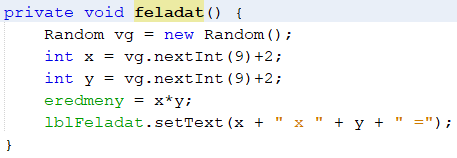 private void feladat() {
    Random vg = new Random();
    int x = vg.nextInt(9)+2;
    int y = vg.nextInt(9)+2;
    eredmeny = x*y;
    lblFeladat.setText(x + " x " + y + " =");
}